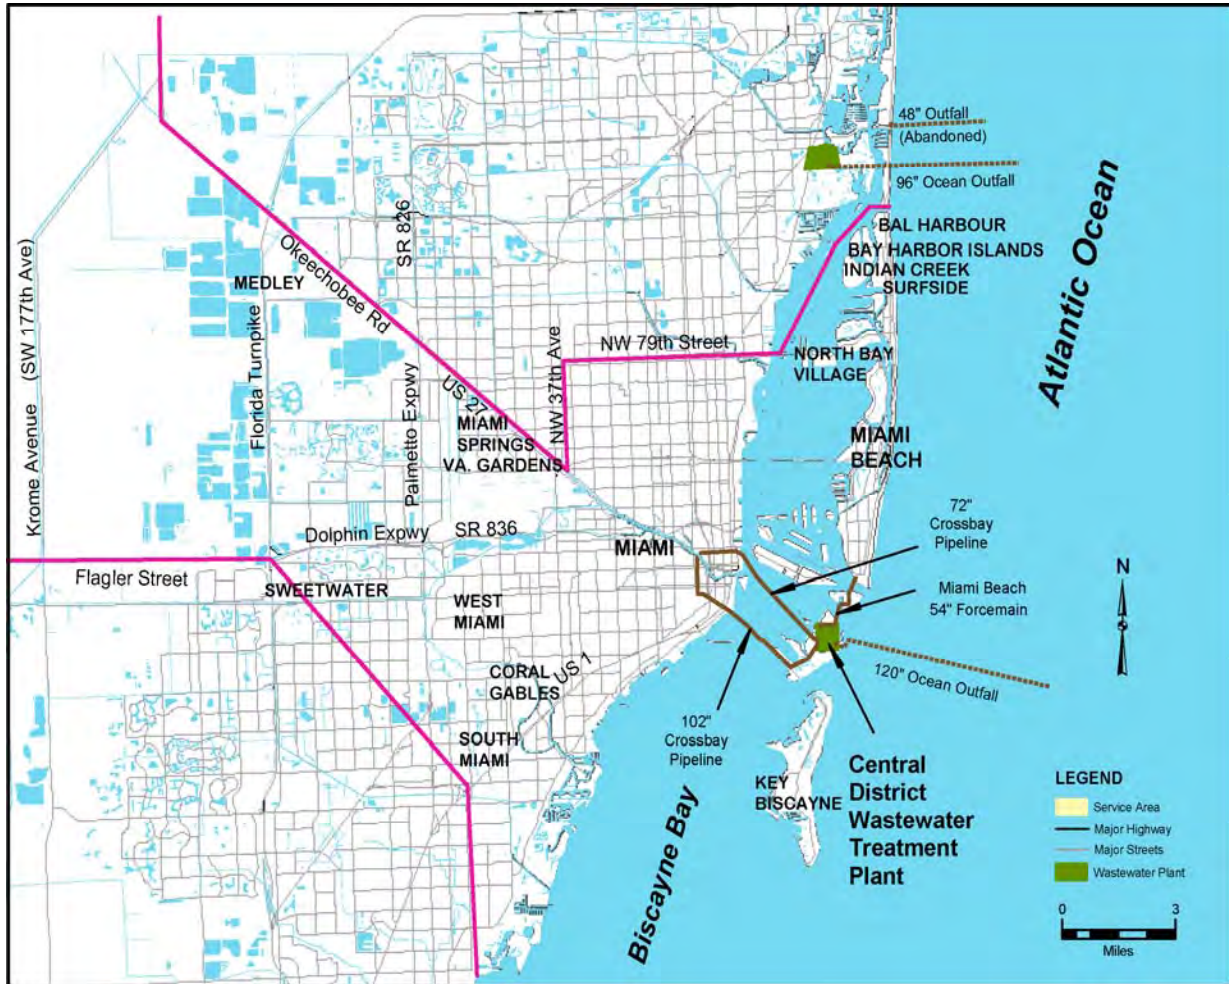 48" Outfall
(Abandoned)
96" Ocean Outfall
Atlantic Ocean
BAL HARBOUR
BAY HARBOR ISLANDS
INDIAN CREEK
SURFSIDE
SR 826
Okeechobee Rd
MEDLEY
Krome Avenue (SW 177th Ave)
Florida Turnpike
Palmetto Expwy
US 27
NW 37th Ave
NW 79th Street
NORTH BAY
VILLAGE
MIAMI
SPRINGS
VA. GARDENS
MIAMI
BEACH
72"
Crossbay
Pipeline
Dolphin Expwy SR 836
MIAMI
Flagler Street
SWEETWATER
WEST
MIAMI
Miami Beach
54" Forcemain
N
CORAL
GABLES
US 1
120" Ocean Outfall
SOUTH
MIAMI
102"
Crossbay
Pipeline
KEY
BISCAYNE
Central
District
Wastewater
Treatment
Plant
Biscayne Bay
LEGEND
Service Area
Major Highway
Major Streets
Wastewater Plant
0 3
Miles